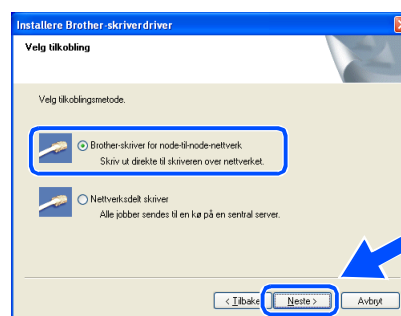 Installere Brother-skriverdriver
Velg tilkobling
Velg tilkoblingsmetode.
Brother-skriver for node-til-node-nettverk
Skriv ut direkte til skriveren over nettverket.
Nettverksdelt skriver
Alle jobber sendes til en kø på en sentral server.
< Tilbake Neste > Avbryt